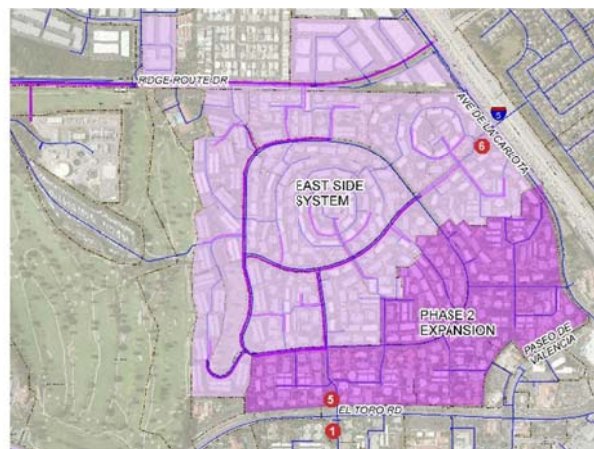 RIDGE ROUTE DR
AVE DE LA CARLOTA
5
6
EAST SIDE
SYSTEM
PHASE 2
EXPANSION
PASEO DE
VALENCIA
5
EL TORO RD
1